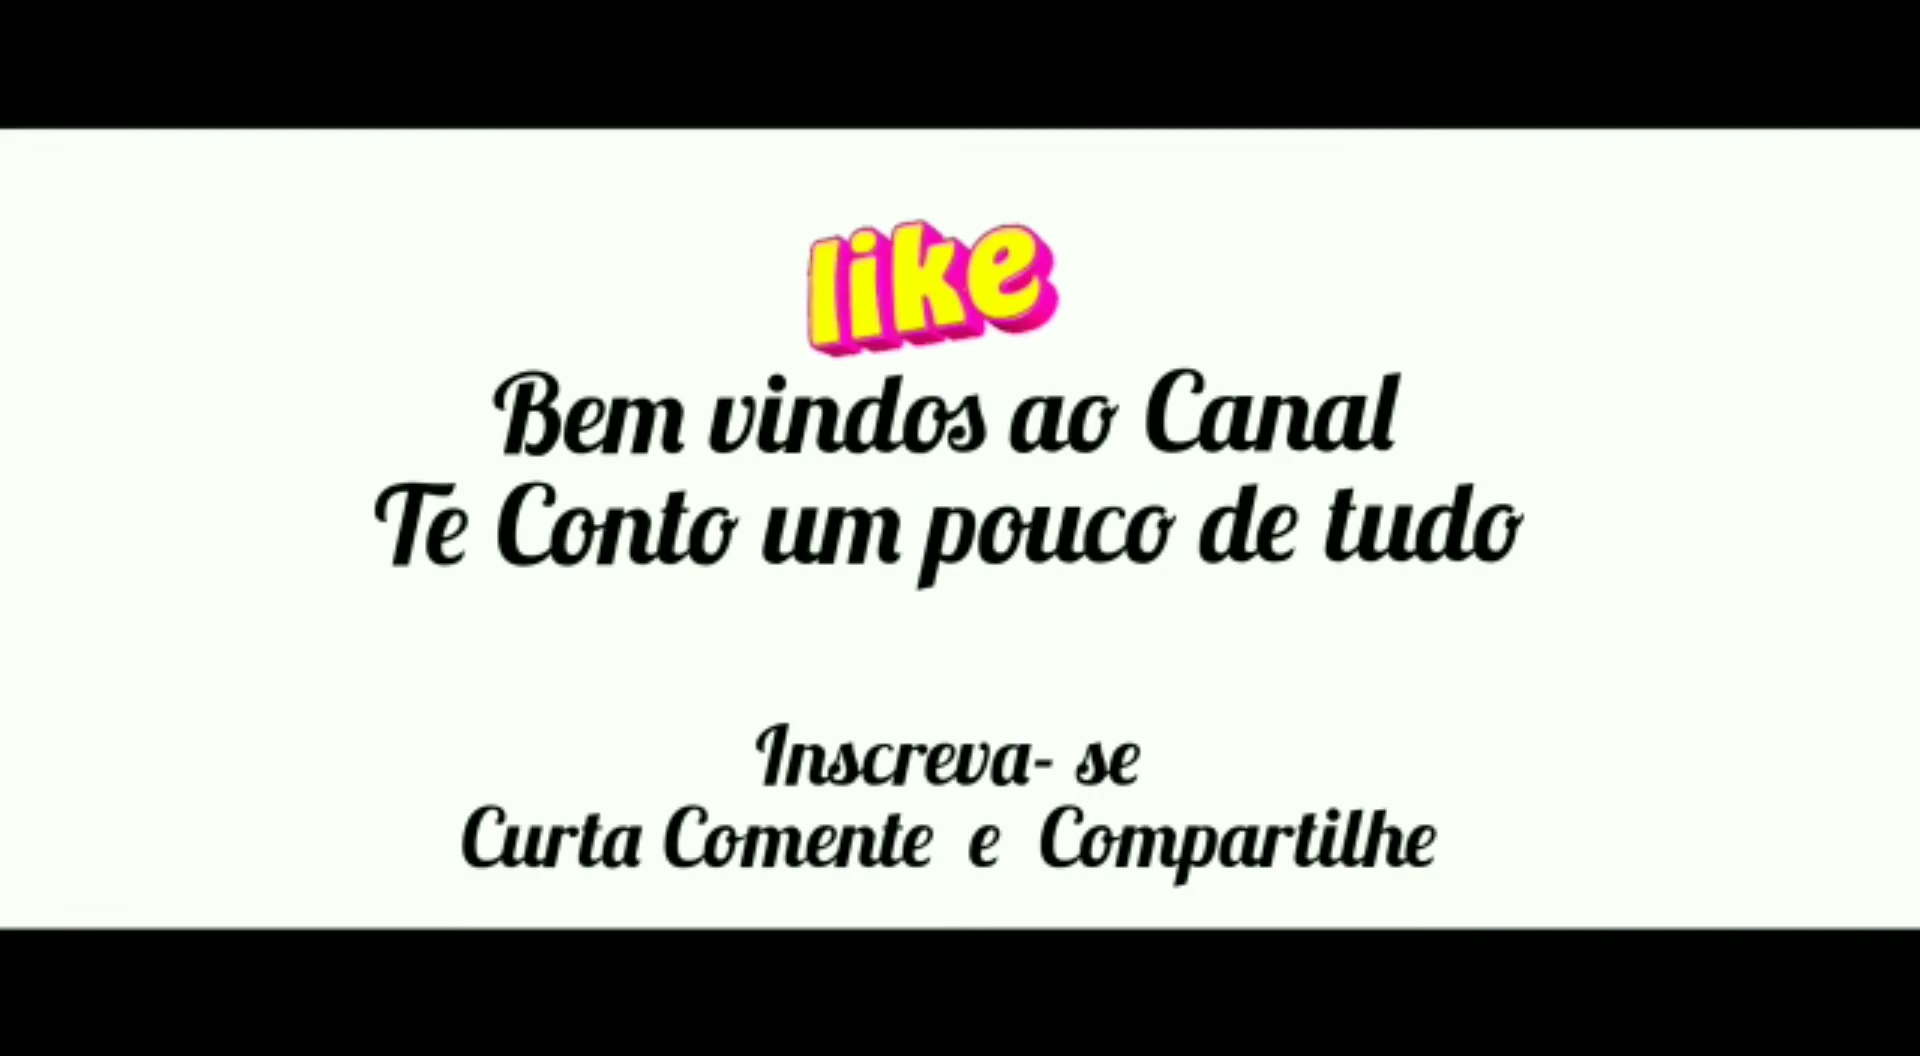 like
Bem vindos ao Canal
Te Conto um pouco de tudo
Inscreva- se
Curta Comente e Compartilhe